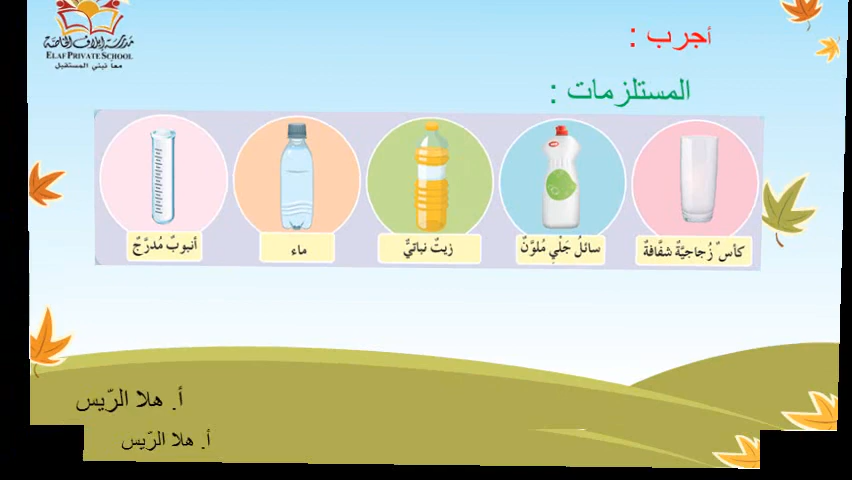 مدرسة إيلاف الخاصة
ELAF PRIVATE SCHOOL
معاً نبني المستقبل
أجرب :
المستلزمات :
كأسٌ زُجاجيَّةٌ شفَّافةٌ
سائلُ جَلْيٍ مُلوَّنٌ
زيتٌ نباتيٌّ
ماء
أنبوبٌ مُدرَّجٌ
أ. هلا الرّيس
أ. هلا الرّيس